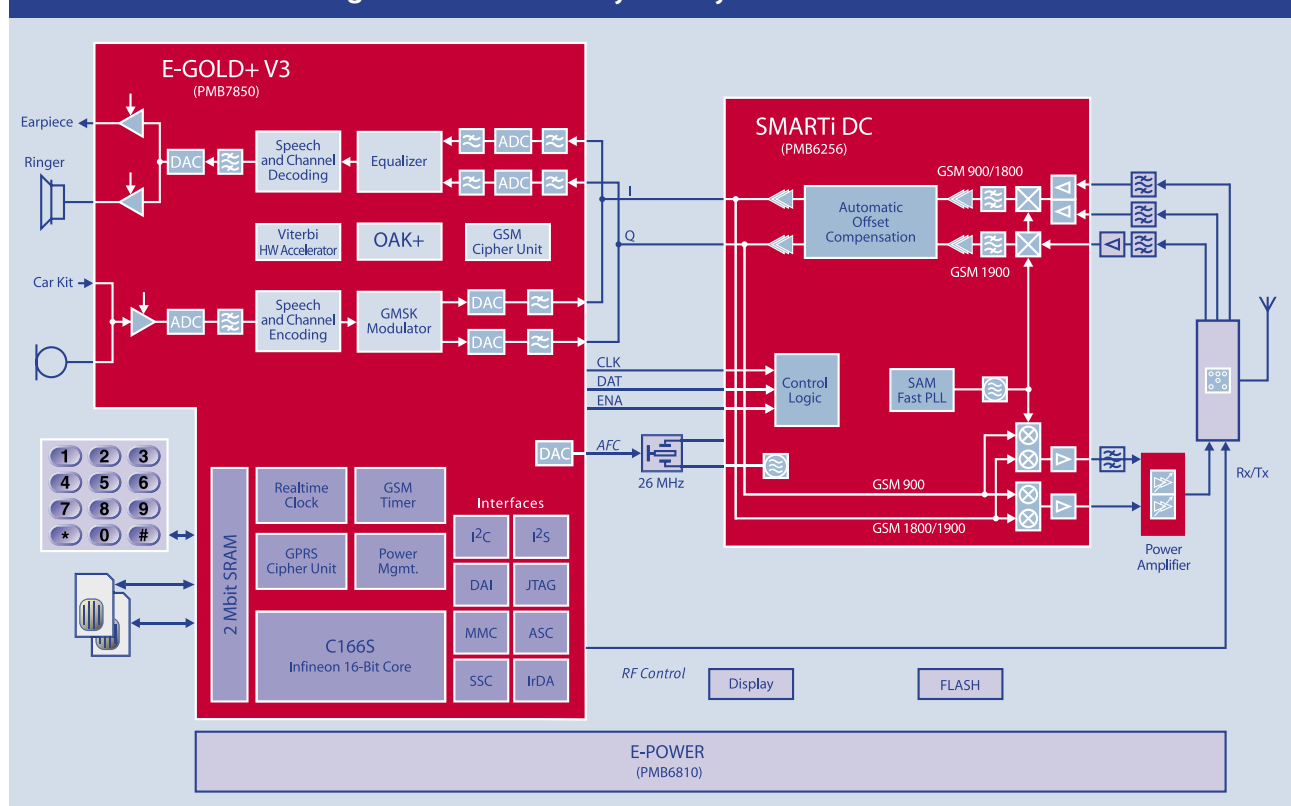 E-GOLD+ V3
(PMB7850)
Earpiece
Ringer
DAC
Speech
and Channel
Decoding
Equalizer
ADC
ADC
Viterbi
HW Accelerator
OAK+
GSM
Cipher Unit
Car Kit
ADC
Speech
and Channel
Encoding
GMSK
Modulator
DAC
DAC
I
Q
CLK
DAT
ENA
DAC
AFC
26 MHz
SMARTi DC
(PMB6256)
GSM 900/1800
Automatic
Offset
Compensation
GSM 1900
Control
Logic
SAM
Fast PLL
GSM 900
GSM 1800/1900
Rx/Tx
Power
Amplifier
1 2 3
4 5 6
7 8 9
* 0 #
2 Mbit SRAM
Realtime
Clock
GSM
Timer
GPRS
Cipher Unit
Power
Mgmt.
C166S
Infineon 16-Bit Core
Interfaces
I²C
I²S
DAI
JTAG
MMC
ASC
SSC
IrDA
RF Control
Display
FLASH
E-POWER
(PMB6810)